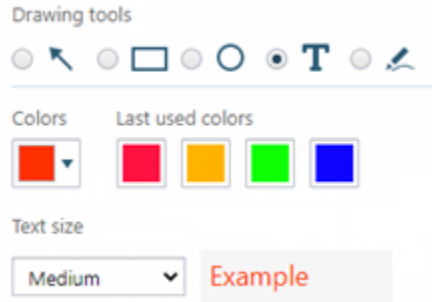 Drawing tools
T
Colors Last used colors
Text size
Medium Example